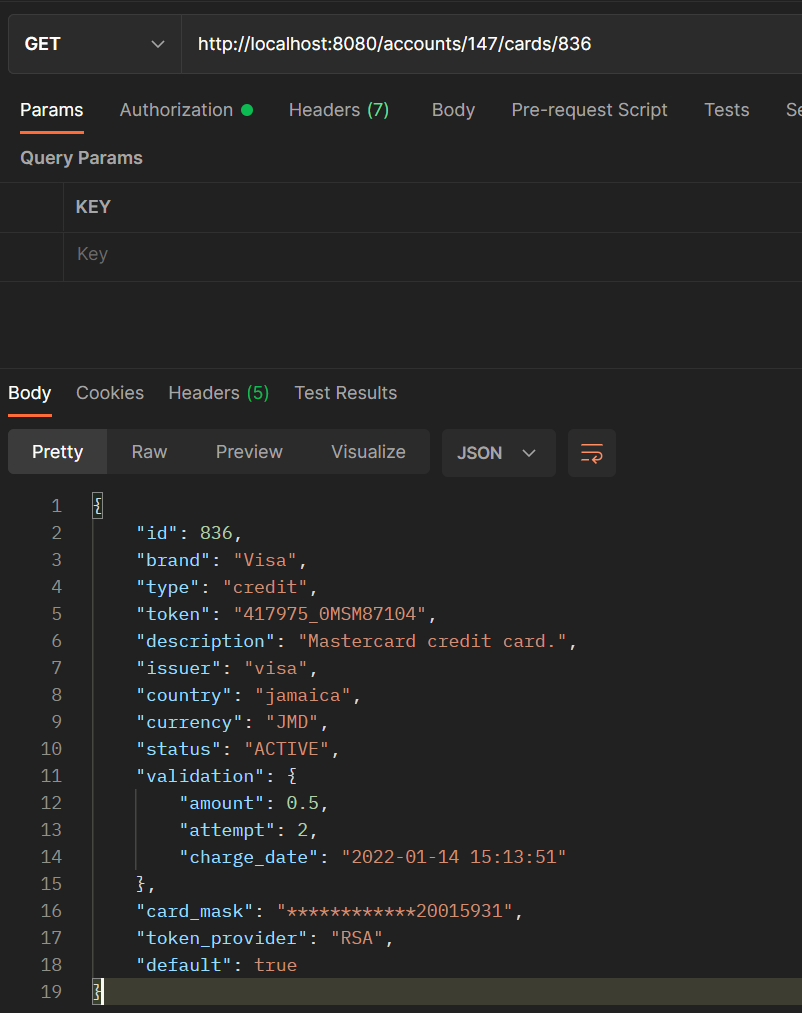 GET http://localhost:8080/accounts/147/cards/836
Params Authorization Headers (7) Body Pre-request Script Tests Se
Query Params
KEY
Key
Body Cookies Headers (5) Test Results
Pretty Raw Preview Visualize JSON
1 {
2 "id": 836,
3 "brand": "Visa",
4 "type": "credit",
5 "token": "417975_0MSM87104",
6 "description": "Mastercard credit card.",
7 "issuer": "visa",
8 "country": "jamaica",
9 "currency": "JMD",
10 "status": "ACTIVE",
11 "validation": {
12 "amount": 0.5,
13 "attempt": 2,
14 "charge_date": "2022-01-14 15:13:51"
15 },
16 "card_mask": "************20015931",
17 "token_provider": "RSA",
18 "default": true
19 }